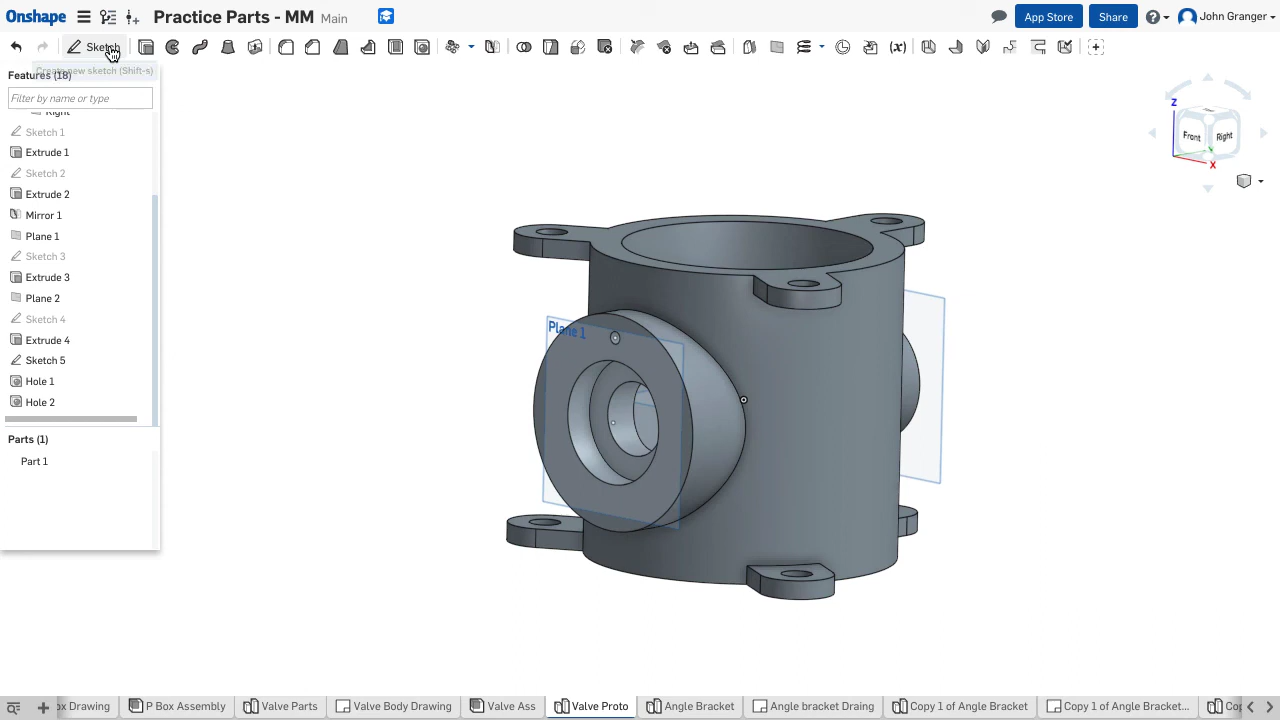 Onshape Practice Parts - MM Main App Store Share John Granger
Sketch
Create new sketch (Shift-s)
Features (18)
Filter by name or type
Right
Sketch 1
Extrude 1
Sketch 2
Extrude 2
Mirror 1
Plane 1
Sketch 3
Extrude 3
Plane 2
Sketch 4
Extrude 4
Sketch 5
Hole 1
Hole 2
Parts (1)
Part 1
Plane 1
Z
Front Right
Y
X
(x)
ox Drawing P Box Assembly Valve Parts Valve Body Drawing Valve Ass Valve Proto Angle Bracket Angle bracket Draing Copy 1 of Angle Bracket Copy 1 of Angle Bracket...